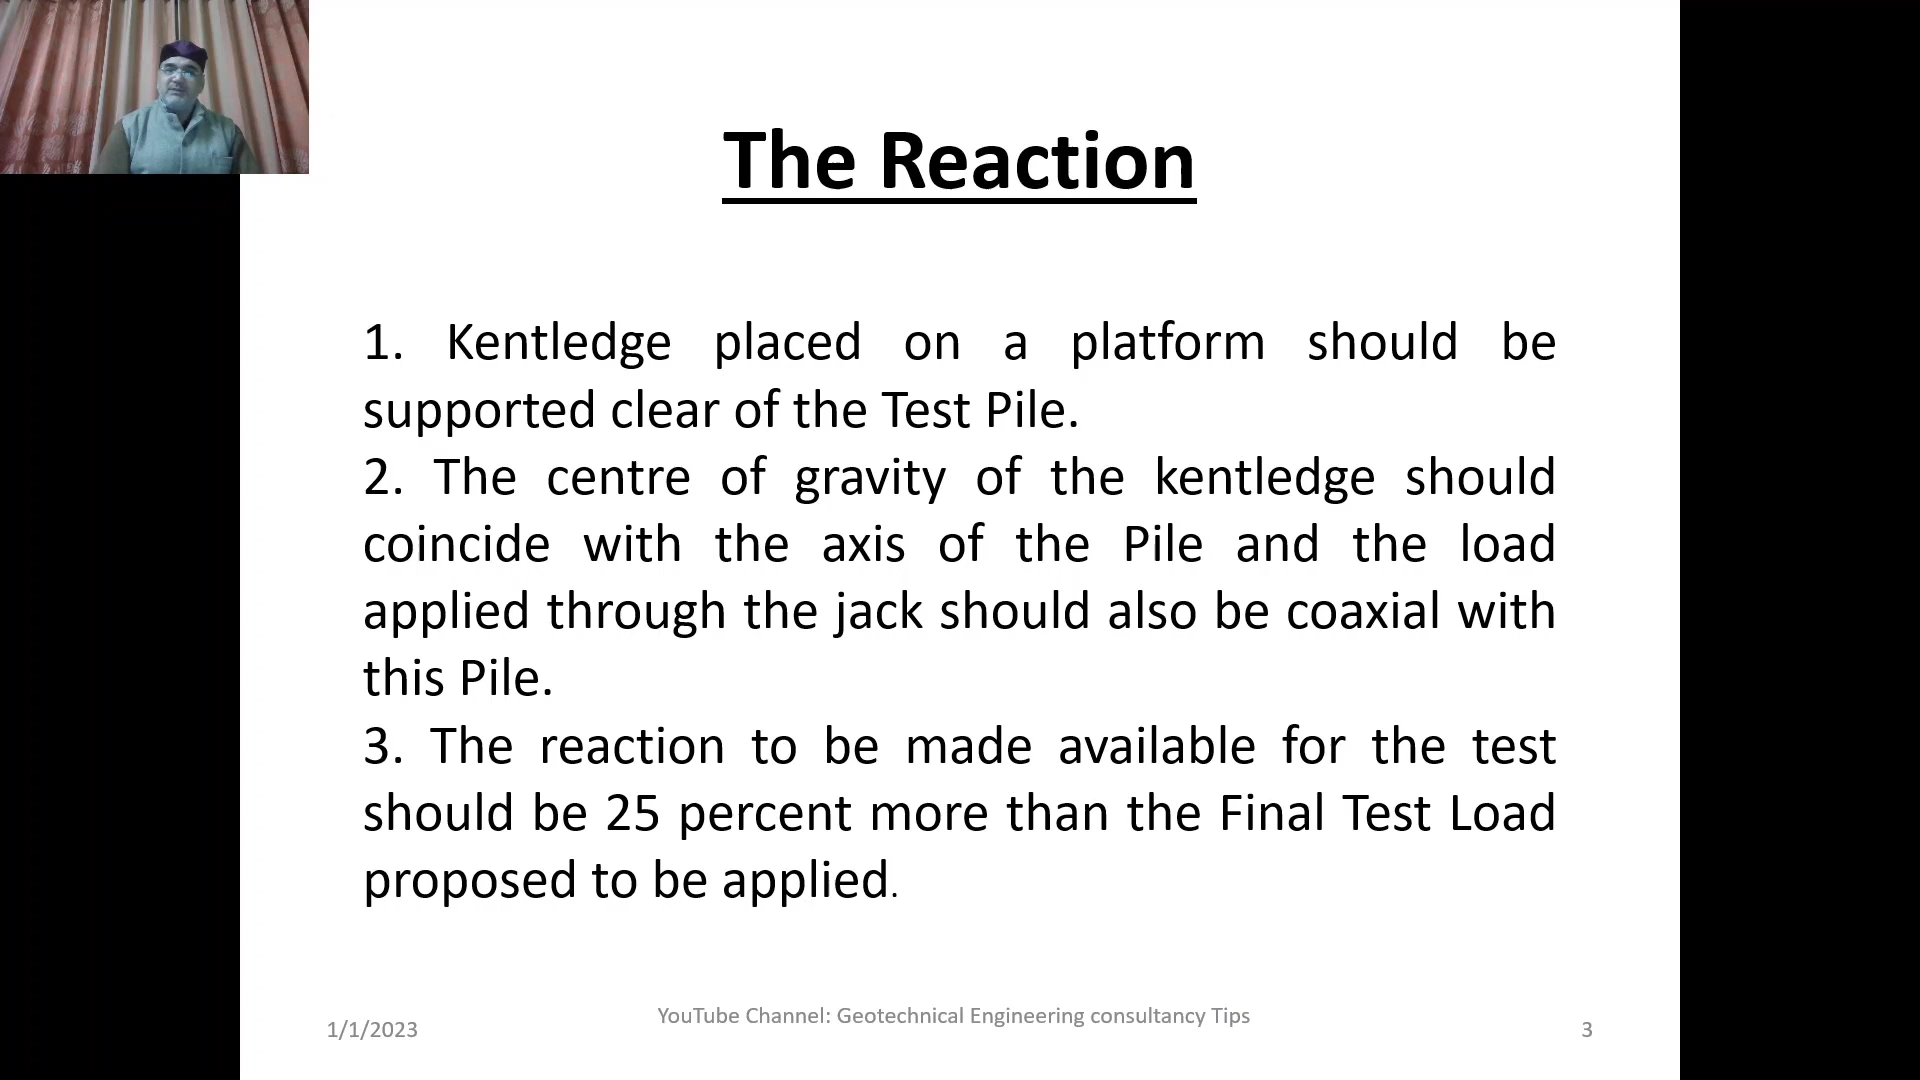 The Reaction
1. Kentledge placed on a platform should be
supported clear of the Test Pile.
2. The centre of gravity of the kentledge should
coincide with the axis of the Pile and the load
applied through the jack should also be coaxial with
this Pile.
3. The reaction to be made available for the test
should be 25 percent more than the Final Test Load
proposed to be applied.
1/1/2023
YouTube Channel: Geotechnical Engineering consultancy Tips
3